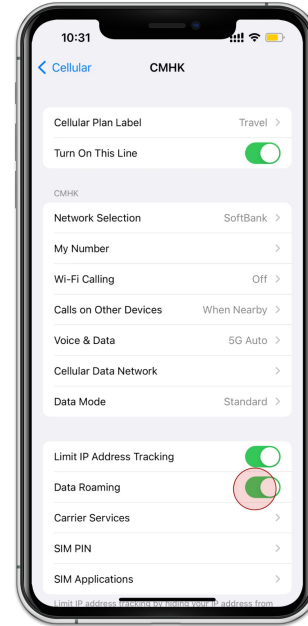 10:31
Cellular
CMHK
Cellular Plan Label Travel
Turn On This Line
CMHK
Network Selection SoftBank
My Number
Wi-Fi Calling Off
Calls on Other Devices When Nearby
Voice & Data 5G Auto
Cellular Data Network
Data Mode Standard
Limit IP Address Tracking
Data Roaming
Carrier Services
SIM PIN
SIM Applications
Limit IP address tracking by hiding your IP address from